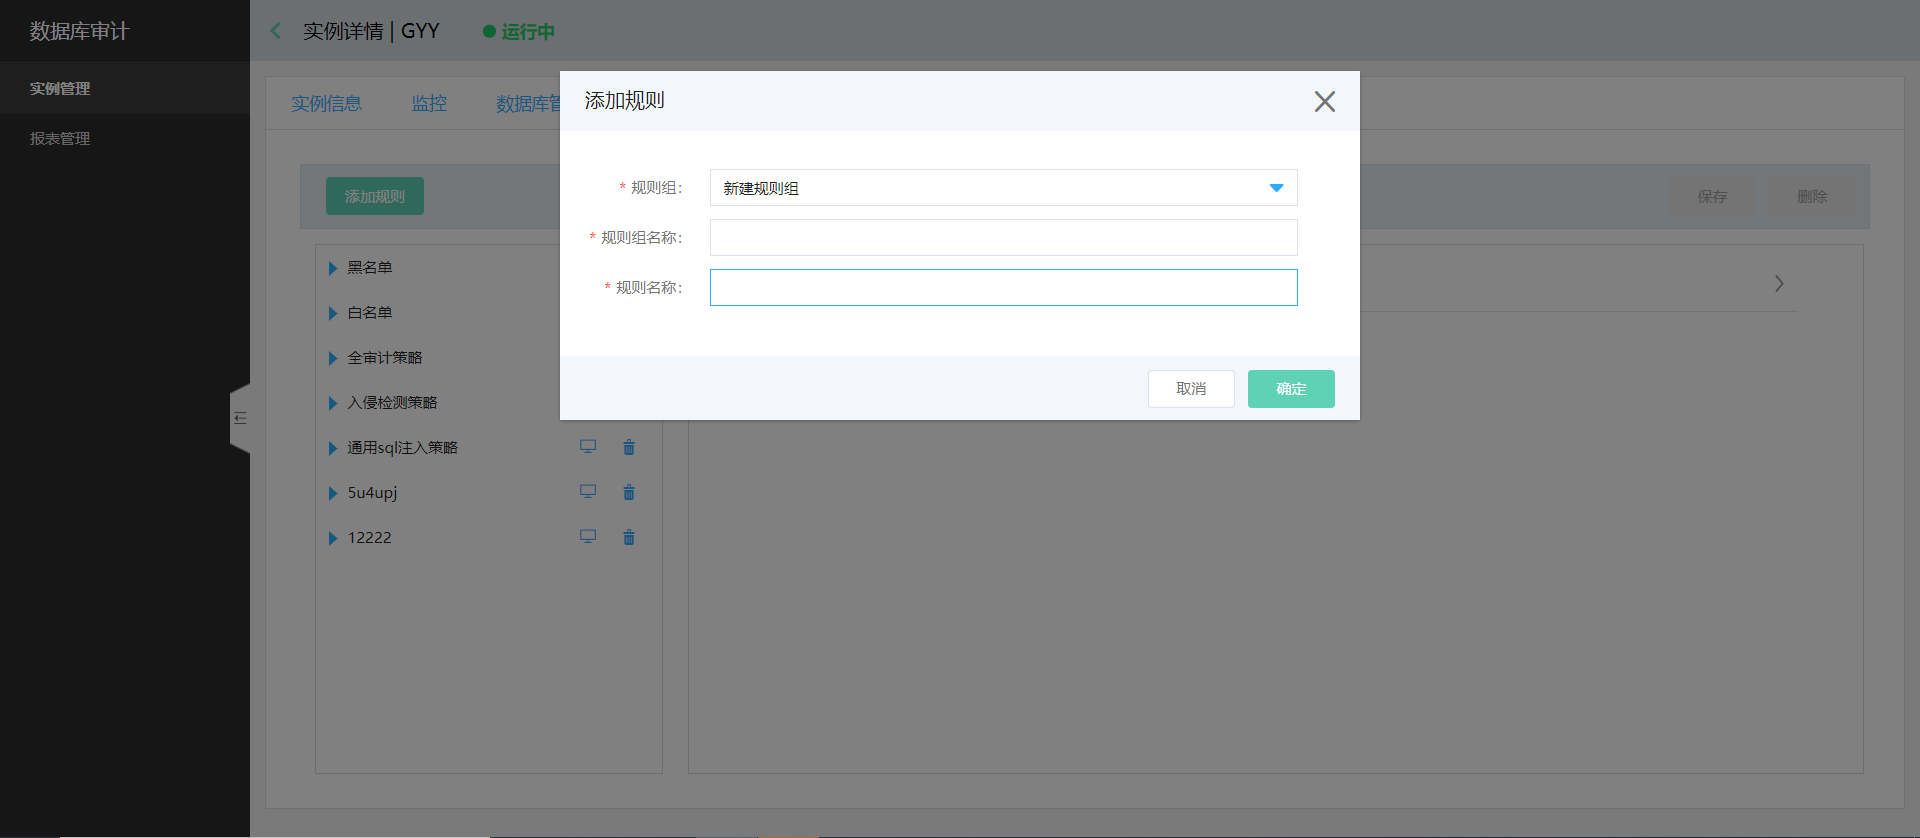 数据库审计
实例管理
报表管理
实例详情 | GYY
运行中
实例信息
监控
数据库管
添加规则
保存
删除
黑名单
白名单
全审计策略
入侵检测策略
通用sql注入策略
5u4upj
12222
添加规则
* 规则组:
新建规则组
* 规则组名称:
* 规则名称:
取消
确定